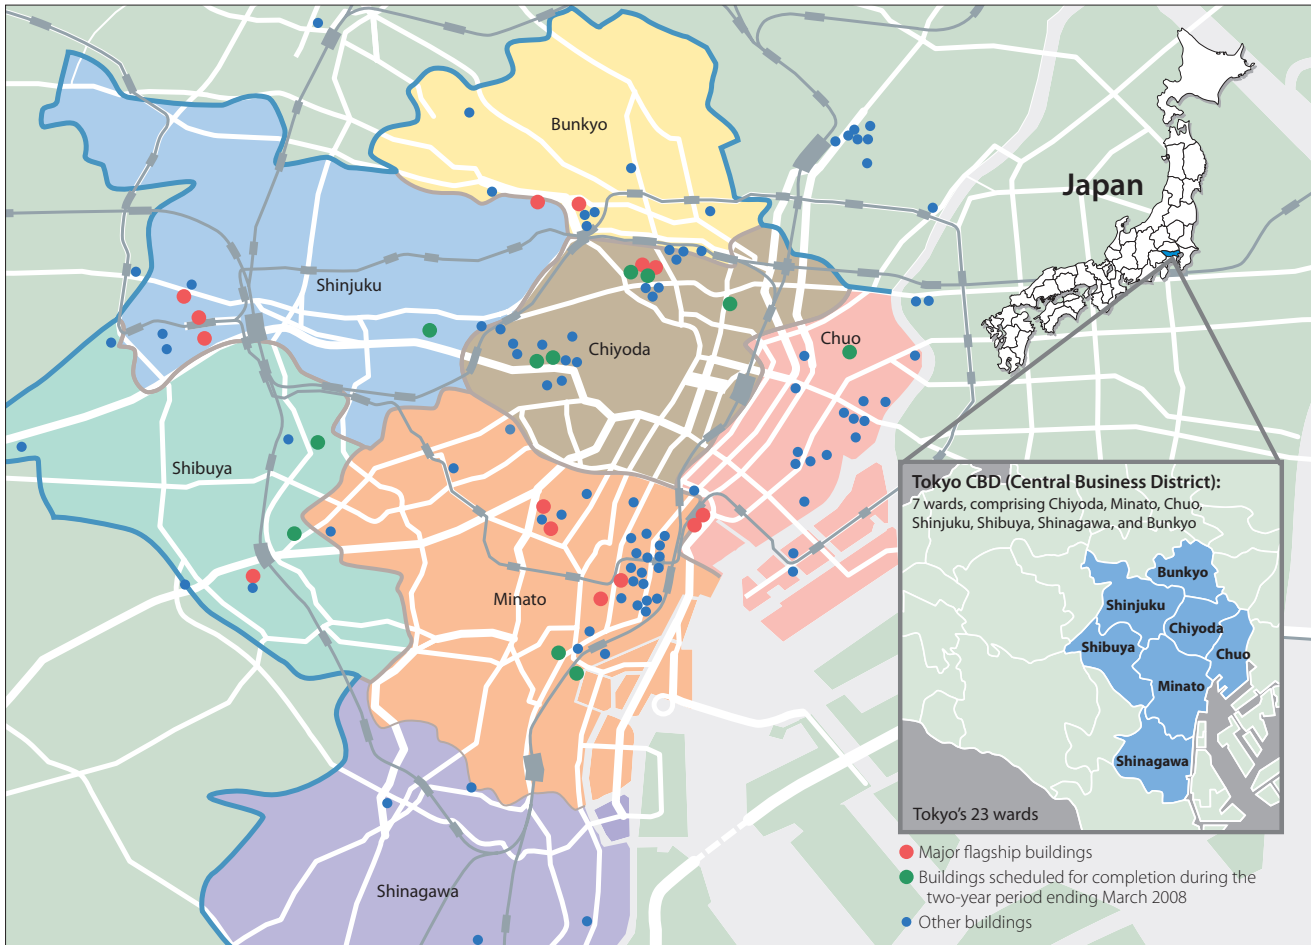 Bunkyo
Japan
Shinjuku
Chiyoda
Chuo
Shibuya
Minato
Shinagawa
Tokyo CBD (Central Business District):
7 wards, comprising Chiyoda, Minato, Chuo,
Shinjuku, Shibuya, Shinagawa, and Bunkyo
Bunkyo
Shinjuku
Chiyoda
Shibuya
Chuo
Minato
Shinagawa
Tokyo's 23 wards
Major flagship buildings
Buildings scheduled for completion during the
two-year period ending March 2008
Other buildings